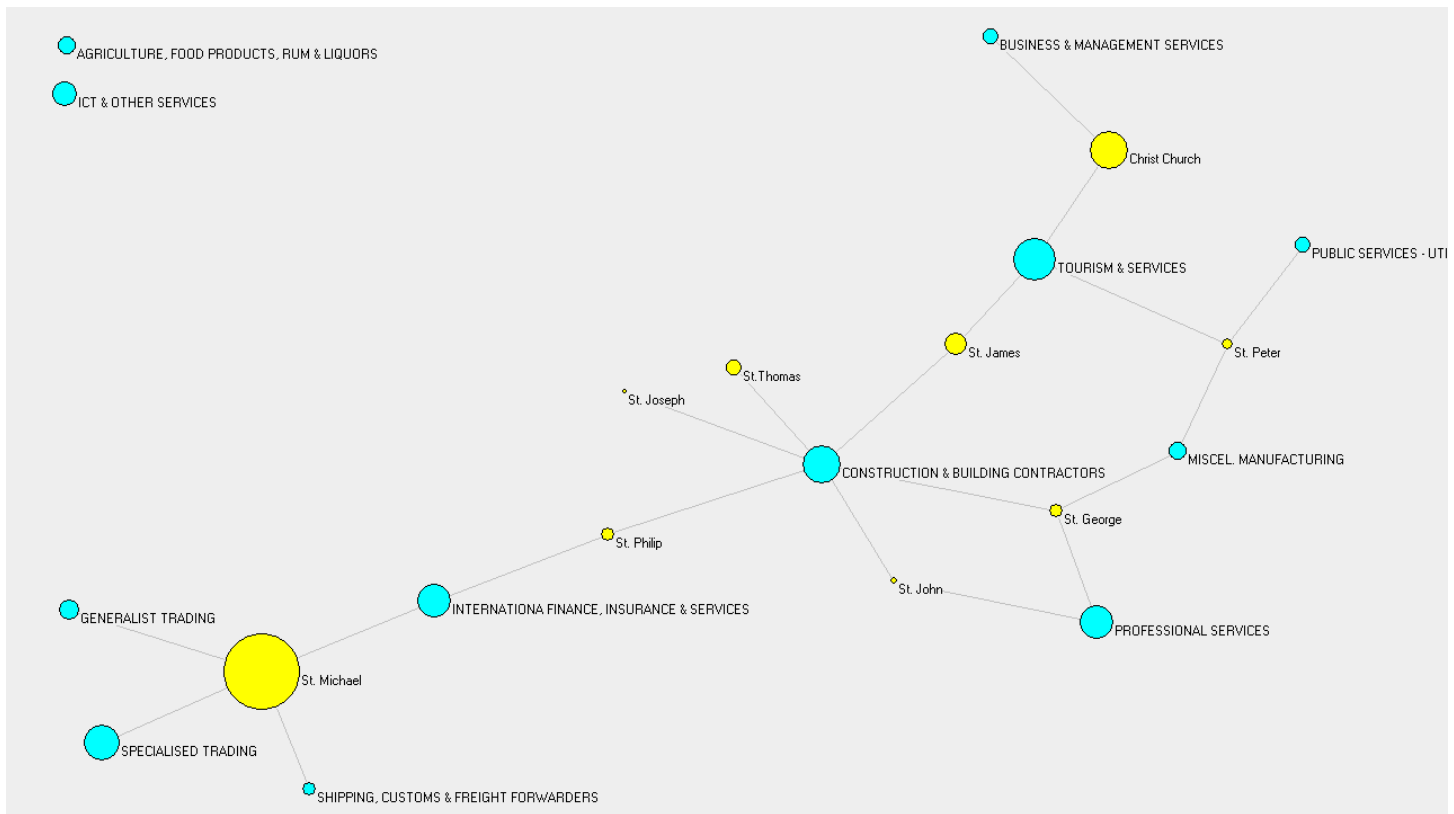 BUSINESS & MANAGEMENT SERVICES
AGRICULTURE, FOOD PRODUCTS, RUM & LIQUORS
ICT & OTHER SERVICES
Christ Church
PUBLIC SERVICES - UTI
TOURISM & SERVICES
St. James
St. Peter
St.Thomas
St. Joseph
MISCEL. MANUFACTURING
CONSTRUCTION & BUILDING CONTRACTORS
St. George
St. Philip
St. John
INTERNATIONA FINANCE, INSURANCE & SERVICES
GENERALIST TRADING
PROFESSIONAL SERVICES
St. Michael
SPECIALISED TRADING
SHIPPING, CUSTOMS & FREIGHT FORWARDERS